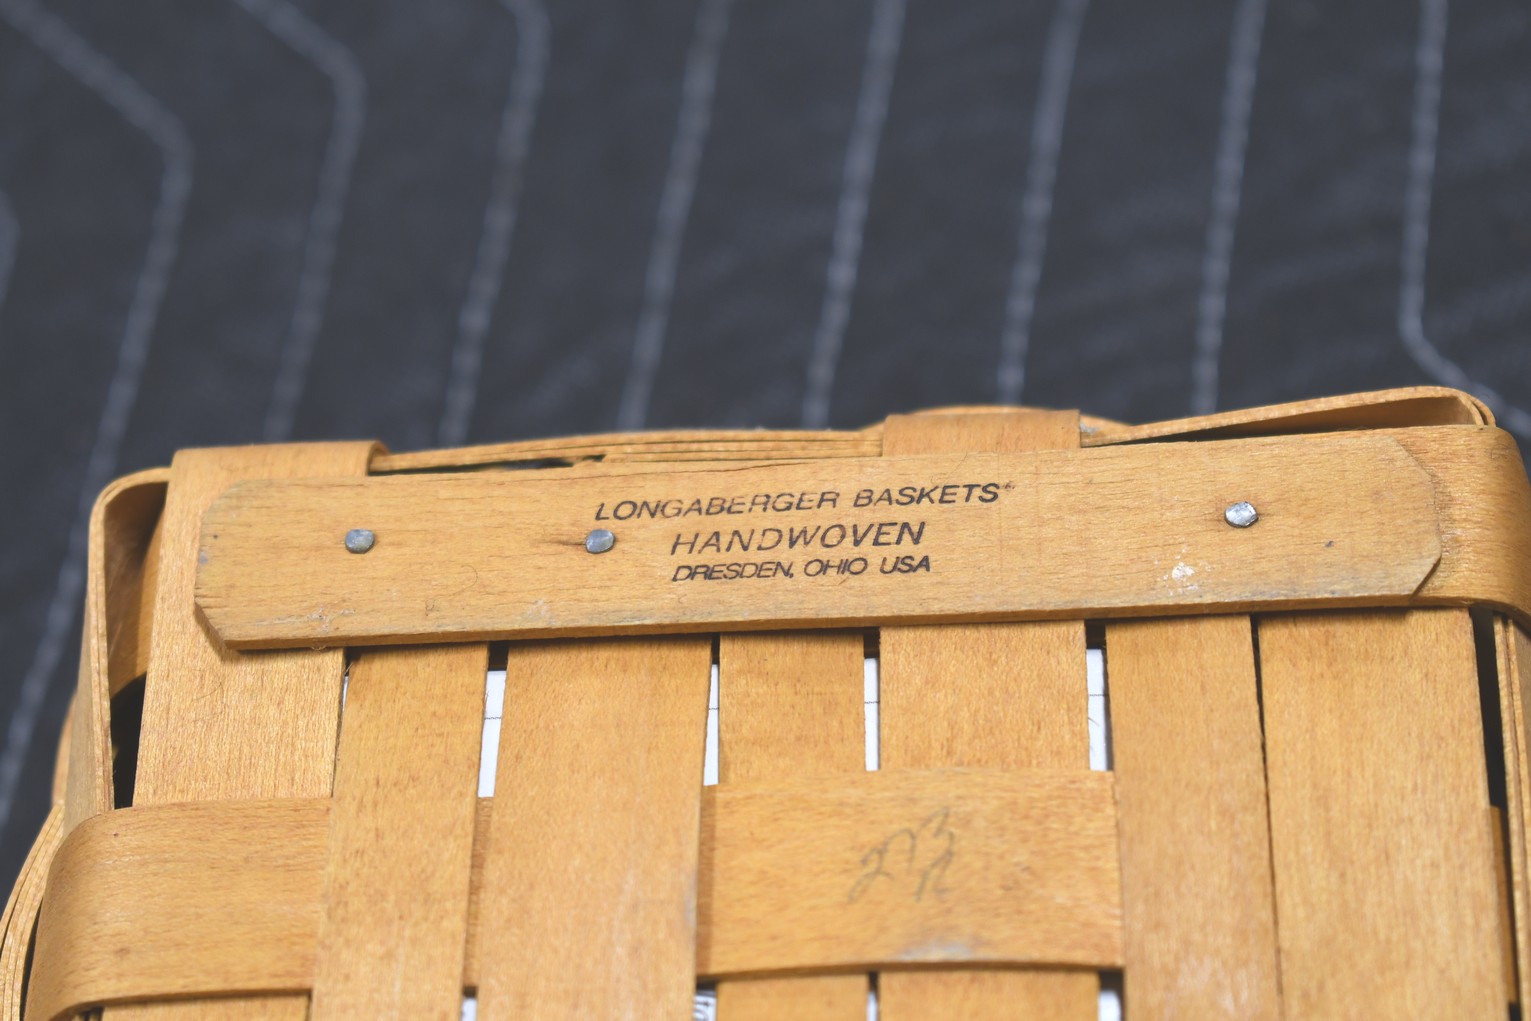 LONGABERGER BASKETS®
HANDWOVEN
DRESDEN, OHIO USA